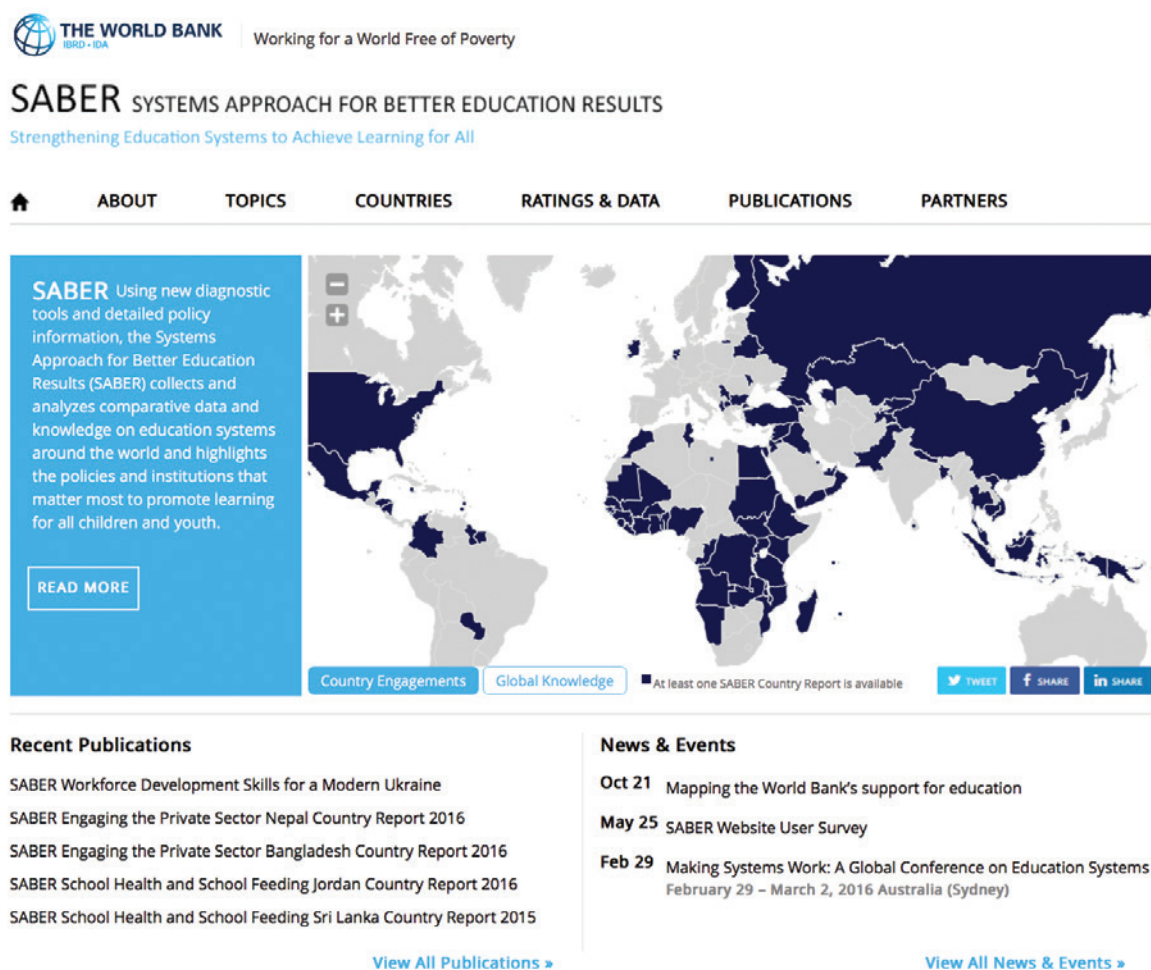 THE WORLD BANK
IBRD • IDA
Working for a World Free of Poverty
SABER SYSTEMS APPROACH FOR BETTER EDUCATION RESULTS
Strengthening Education Systems to Achieve Learning for All
ABOUT TOPICS COUNTRIES RATINGS & DATA PUBLICATIONS PARTNERS
SABER Using new diagnostic
tools and detailed policy
information, the Systems
Approach for Better Education
Results (SABER) collects and
analyzes comparative data and
knowledge on education systems
around the world and highlights
the policies and institutions that
matter most to promote learning
for all children and youth.
READ MORE
Country Engagements
Global Knowledge
At least one SABER Country Report is available
TWEET
f SHARE
in SHARE
Recent Publications
SABER Workforce Development Skills for a Modern Ukraine
SABER Engaging the Private Sector Nepal Country Report 2016
SABER Engaging the Private Sector Bangladesh Country Report 2016
SABER School Health and School Feeding Jordan Country Report 2016
SABER School Health and School Feeding Sri Lanka Country Report 2015
View All Publications »
News & Events
Oct 21 Mapping the World Bank's support for education
May 25 SABER Website User Survey
Feb 29 Making Systems Work: A Global Conference on Education Systems
February 29 – March 2, 2016 Australia (Sydney)
View All News & Events »